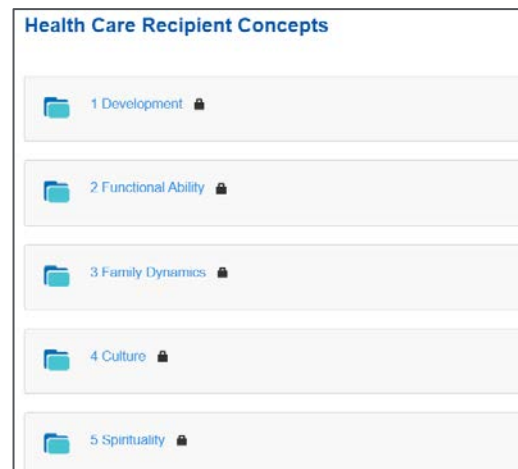 Health Care Recipient Concepts
1 Development
2 Functional Ability
3 Family Dynamics
4 Culture
5 Spirituality